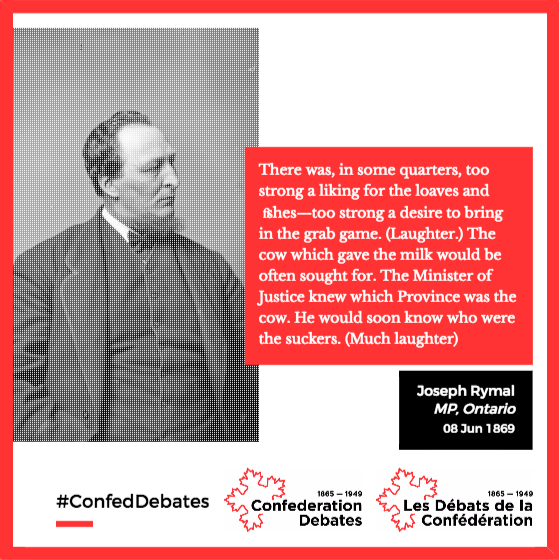 There was, in some quarters, too
strong a liking for the loaves and
fishes—too strong a desire to bring
in the grab game. (Laughter.) The
cow which gave the milk would be
often sought for. The Minister of
Justice knew which Province was the
cow. He would soon know who were
the suckers. (Much laughter)
Joseph Rymal
MP, Ontario
08 Jun 1869
#ConfedDebates
1865 — 1949
Confederation
Debates
1865 — 1949
Les Débats de la
Confédération